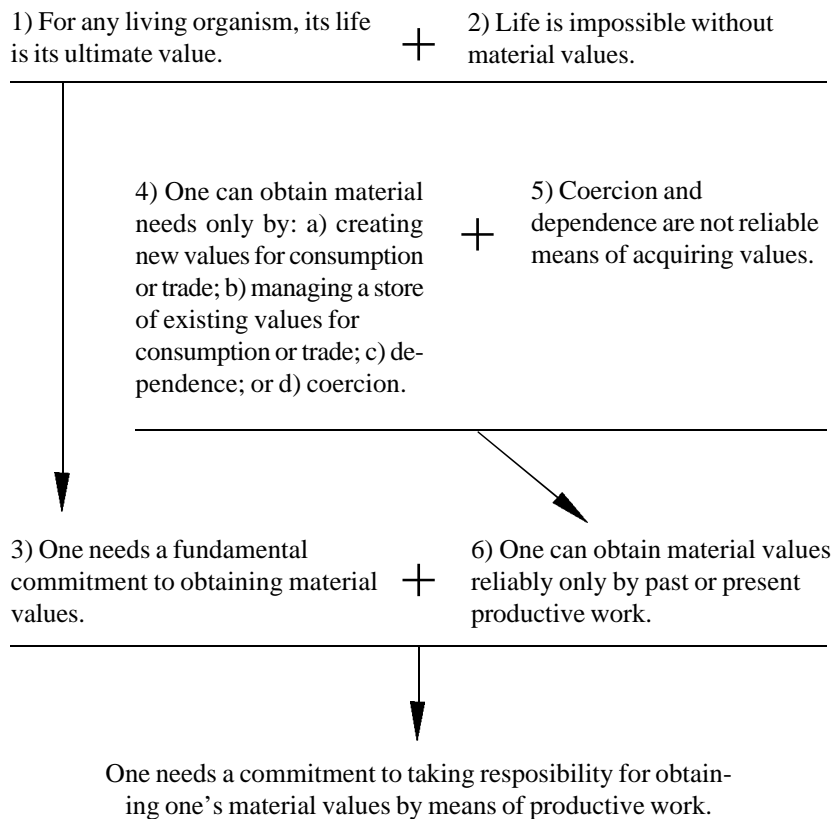 1) For any living organism, its life
is its ultimate value.
+
2) Life is impossible without
material values.
4) One can obtain material
needs only by: a) creating
new values for consumption
or trade; b) managing a store
of existing values for
consumption or trade; c) de-
pendence; or d) coercion.
+
5) Coercion and
dependence are not reliable
means of acquiring values.
3) One needs a fundamental
commitment to obtaining material
values.
+
6) One can obtain material values
reliably only by past or present
productive work.
One needs a commitment to taking resposibility for obtain-
ing one's material values by means of productive work.